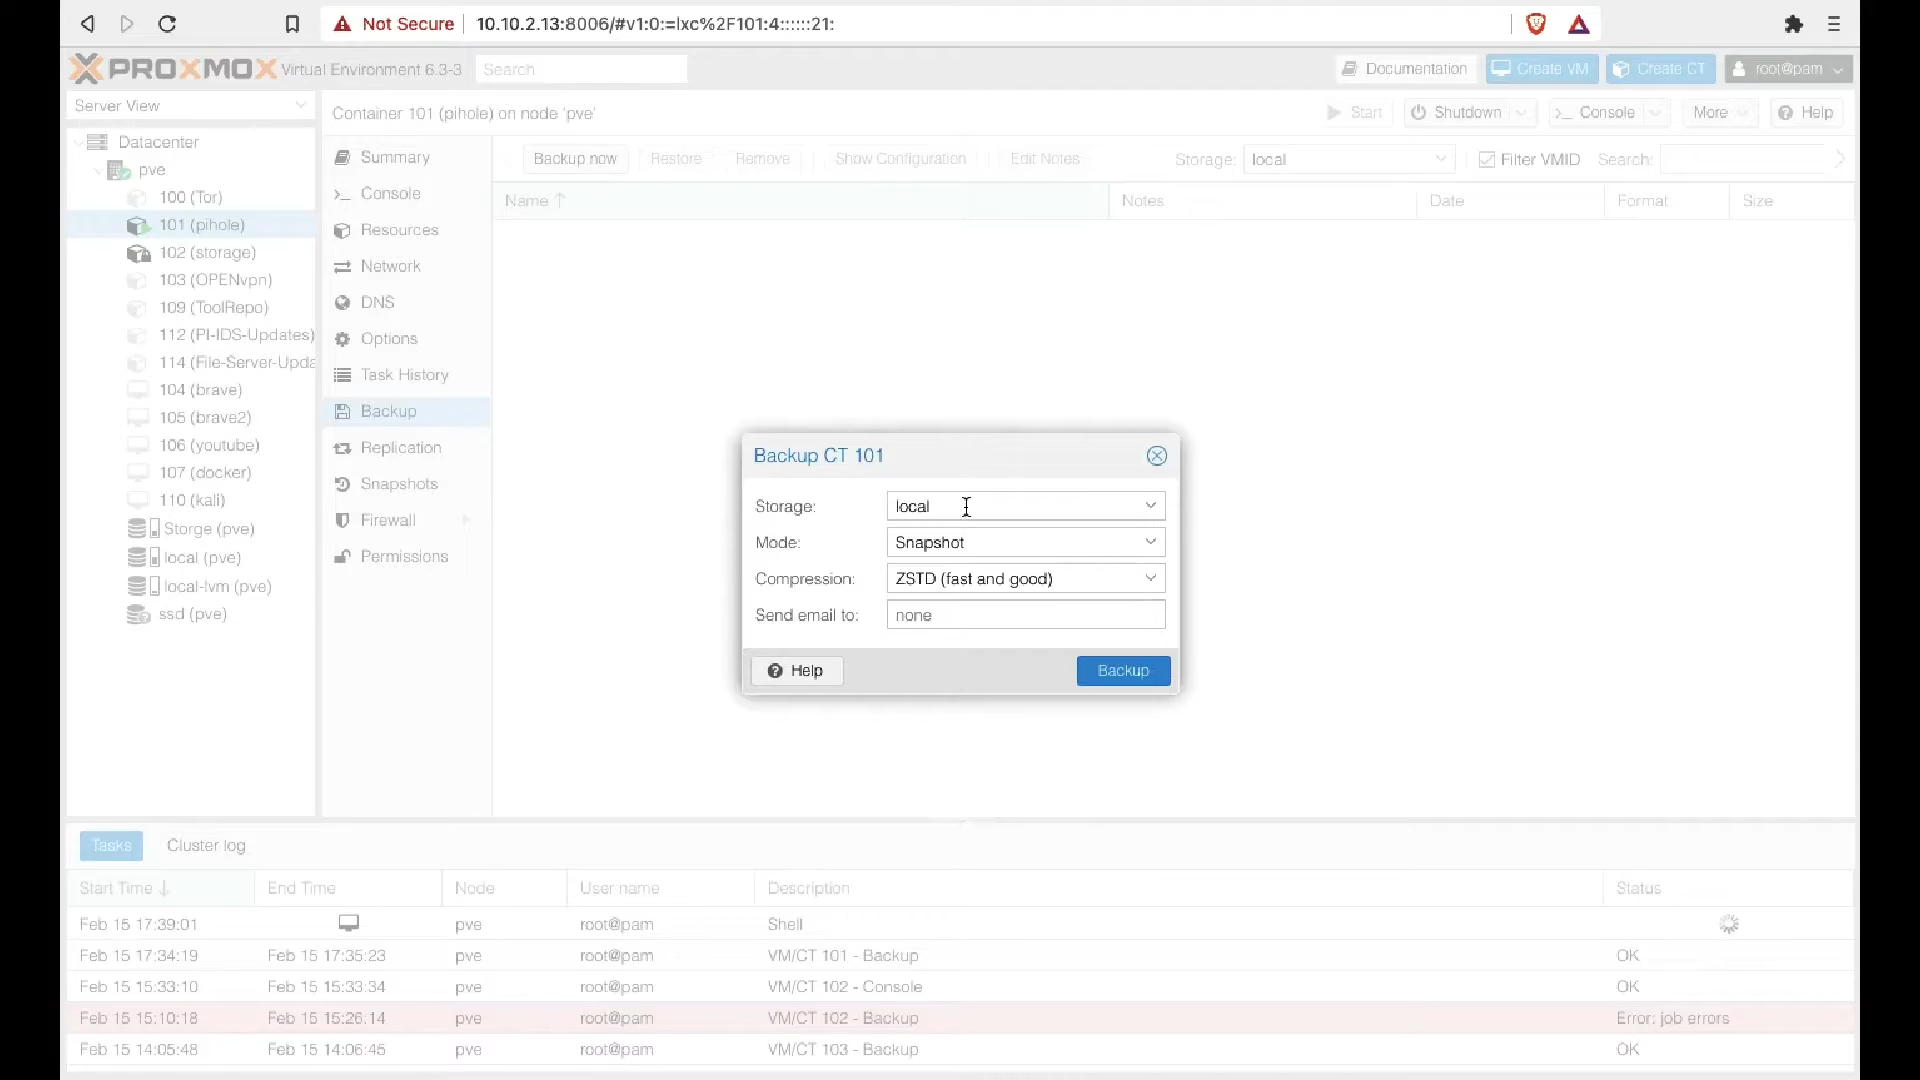 Not Secure 10.10.2.13:8006/#v1:0:=lxc%2F101:4::::::21:
PROXMOX Virtual Environment 6.3-3 Search Documentation Create VM Create CT root@pam
Server View
Container 101 (pihole) on node 'pve' Start Shutdown Console More Help
Datacenter
pve
100 (Tor)
101 (pihole)
102 (storage)
103 (OPENvpn)
109 (ToolRepo)
112 (PI-IDS-Updates)
114 (File-Server-Upda
104 (brave)
105 (brave2)
106 (youtube)
107 (docker)
110 (kali)
Storge (pve)
local (pve)
local-lvm (pve)
ssd (pve)
Summary
Console
Resources
Network
DNS
Options
Task History
Backup
Replication
Snapshots
Firewall
Permissions
Backup now Restore Remove Show Configuration Edit Notes Storage: local Filter VMID Search:
Name Notes Date Format Size
Backup CT 101
Storage: local
Mode: Snapshot
Compression: ZSTD (fast and good)
Send email to: none
Help Backup
Tasks Cluster log
Start Time End Time Node User name Description Status
Feb 15 17:39:01 pve root@pam Shell
Feb 15 17:34:19 Feb 15 17:35:23 pve root@pam VM/CT 101 - Backup OK
Feb 15 15:33:10 Feb 15 15:33:34 pve root@pam VM/CT 102 - Console OK
Feb 15 15:10:18 Feb 15 15:26:14 pve root@pam VM/CT 102 - Backup Error: job errors
Feb 15 14:05:48 Feb 15 14:06:45 pve root@pam VM/CT 103 - Backup OK